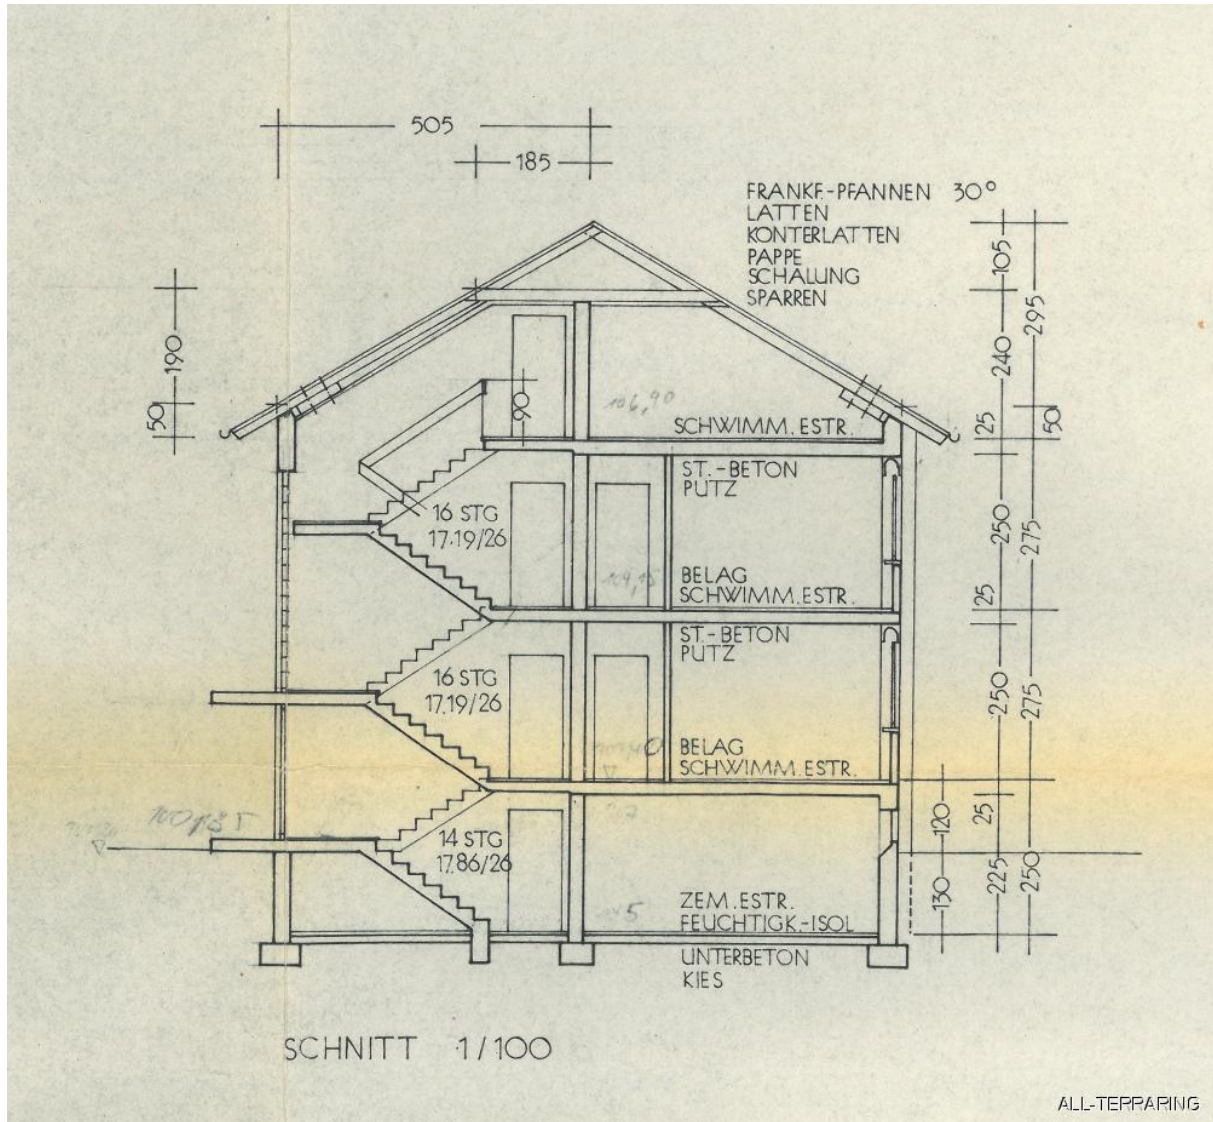 505
185
FRANKF.-PFANNEN 30°
LATTEN
KONTERLATTEN
PAPPE
SCHALUNG
SPARREN
105
295
190
240
50
90
106,90
25
50
SCHWIMM. ESTR.
ST.-BETON
PUTZ
16 STG
17.19/26
250
275
BELAG
SCHWIMM. ESTR.
25
ST.-BETON
PUTZ
16 STG
17.19/26
250
275
BELAG
SCHWIMM. ESTR.
120
25
14 STG
17.86/26
130
225
250
ZEM. ESTR.
FEUCHTIGK.-ISOL
UNTERBETON
KIES
SCHNITT 1/100
ALL-TERRARING